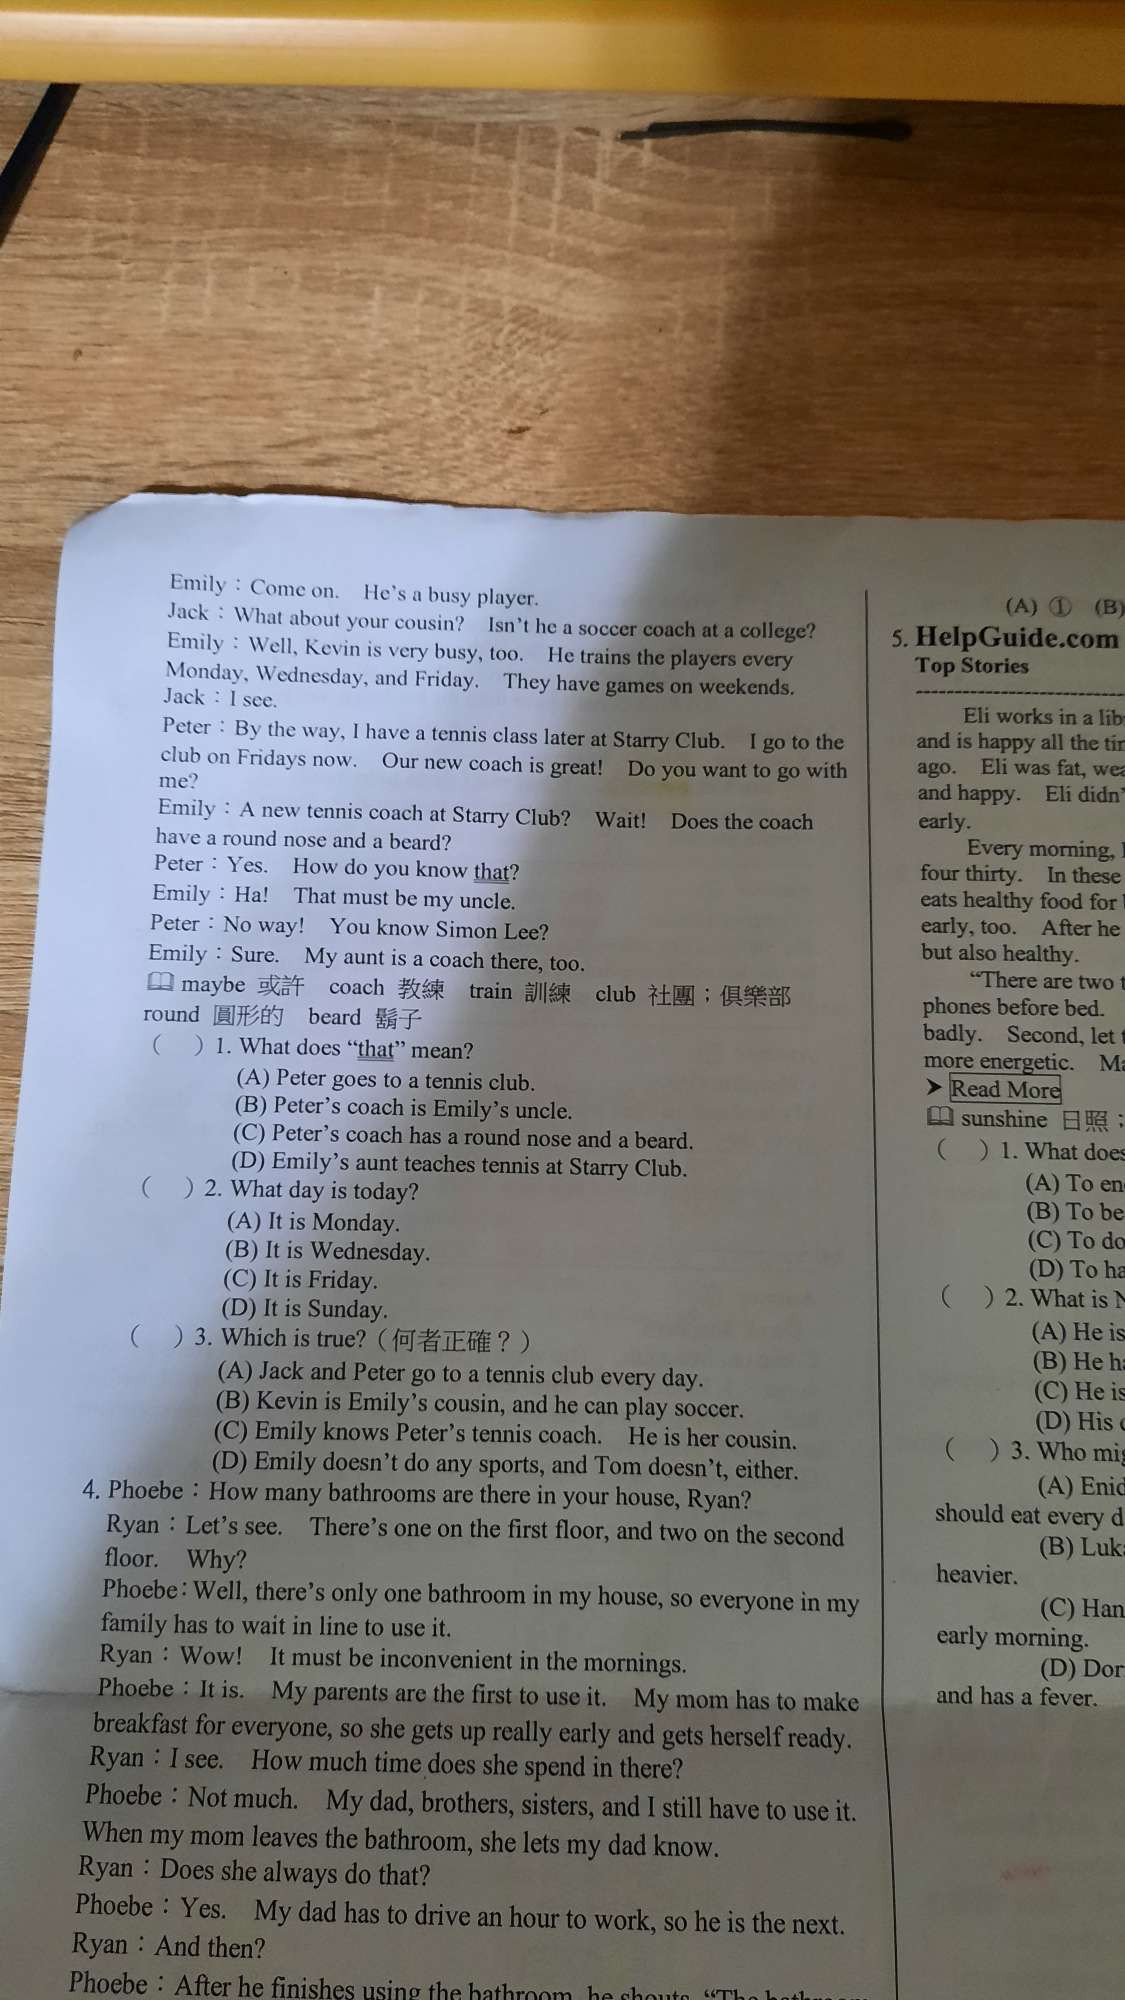 Emily：Come on. He's a busy player.
Jack：What about your cousin? Isn't he a soccer coach at a college?
Emily：Well, Kevin is very busy, too. He trains the players every
Monday, Wednesday, and Friday. They have games on weekends.
Jack：I see.
Peter：By the way, I have a tennis class later at Starry Club. I go to the
club on Fridays now. Our new coach is great! Do you want to go with
me?
Emily：A new tennis coach at Starry Club? Wait! Does the coach
have a round nose and a beard?
Peter：Yes. How do you know that?
Emily：Ha! That must be my uncle.
Peter：No way! You know Simon Lee?
Emily：Sure. My aunt is a coach there, too.
maybe 或許 coach 教練 train 訓練 club 社團；俱樂部
round 圓形的 beard 鬍子
（ ）1. What does “that” mean?
(A) Peter goes to a tennis club.
(B) Peter's coach is Emily's uncle.
(C) Peter's coach has a round nose and a beard.
(D) Emily's aunt teaches tennis at Starry Club.
（ ）2. What day is today?
(A) It is Monday.
(B) It is Wednesday.
(C) It is Friday.
(D) It is Sunday.
（ ）3. Which is true?（何者正確？）
(A) Jack and Peter go to a tennis club every day.
(B) Kevin is Emily's cousin, and he can play soccer.
(C) Emily knows Peter's tennis coach. He is her cousin.
(D) Emily doesn't do any sports, and Tom doesn't, either.
4. Phoebe：How many bathrooms are there in your house, Ryan?
Ryan：Let's see. There's one on the first floor, and two on the second
floor. Why?
Phoebe：Well, there's only one bathroom in my house, so everyone in my
family has to wait in line to use it.
Ryan：Wow! It must be inconvenient in the mornings.
Phoebe：It is. My parents are the first to use it. My mom has to make
breakfast for everyone, so she gets up really early and gets herself ready.
Ryan：I see. How much time does she spend in there?
Phoebe：Not much. My dad, brothers, sisters, and I still have to use it.
When my mom leaves the bathroom, she lets my dad know.
Ryan：Does she always do that?
Phoebe：Yes. My dad has to drive an hour to work, so he is the next.
Ryan：And then?
Phoebe：After he finishes using the bathroom, he shouts, “The
(A) ① (B)
5. HelpGuide.com
Top Stories
Eli works in a
and is happy all the
ago. Eli was fat,
and happy. Eli
early.
Every morning,
four thirty. In these
eats healthy food for
early, too. After he
but also healthy.
“There are two
phones before bed.
badly. Second, let
more energetic.
➤ Read More
sunshine 日照；
（ ）1. What does
(A) To
(B) To be
(C) To do
(D) To
（ ）2. What is
(A) He is
(B) He
(C) He is
(D) His
（ ）3. Who
(A) Enid
should eat every
(B)
heavier.
(C)
early morning.
(D)
and has a fever.